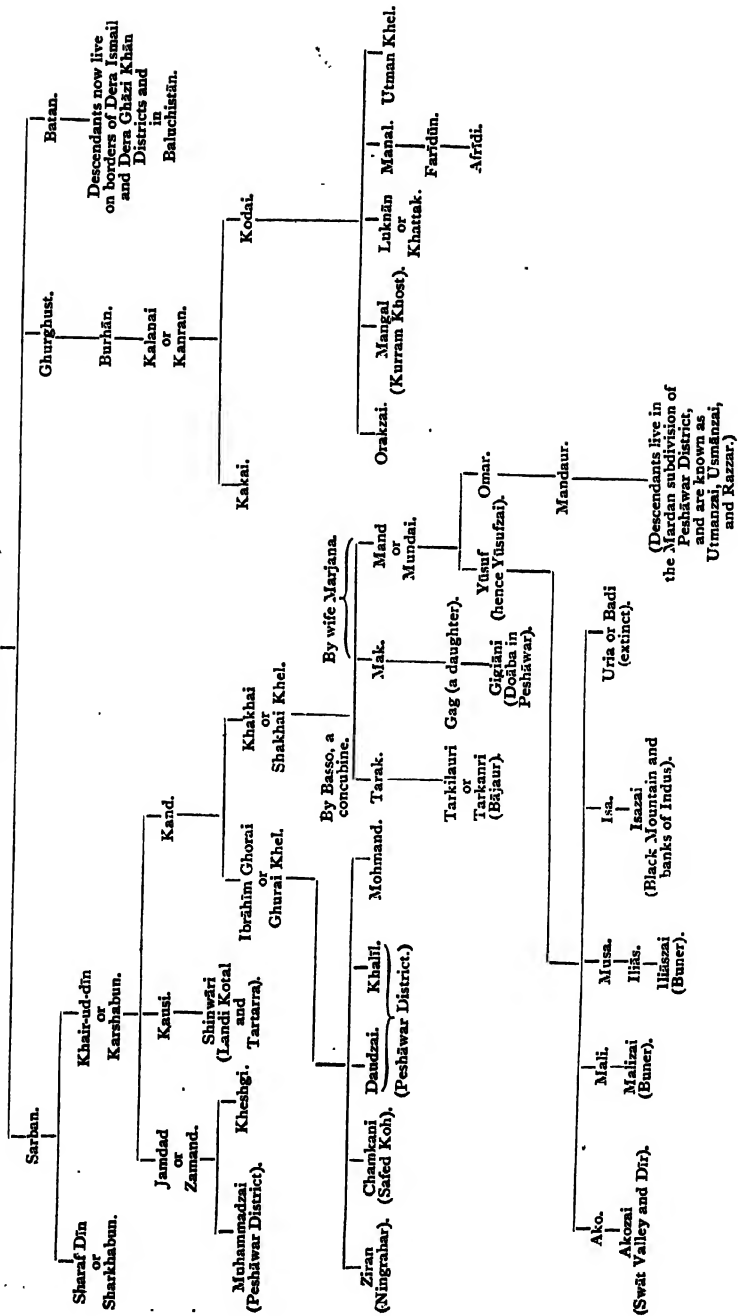 Sarban.
Ghurghust.
Batan.
Descendants now live
on borders of Dera Ismail
and Dera Ghāzi Khān
Districts and
in
Baluchistān.
Sharaf Dīn
or
Sharkhabun.
Khair-ud-dīn
or
Karshabun.
Burhān.
Kalanai
or
Kanran.
Jamdad
or
Zamand.
Kausi.
Kand.
Kakai.
Kodai.
Muhammadzai
(Peshāwar District).
Kheshgi.
Shinwāri
(Landi Kotal
and
Tartarra).
Ibrāhīm Ghorai
or
Ghurai Khel.
Khakhai
or
Shakhai Khel.
Orakzai.
Mangal
(Kurram Khost).
Luknān
or
Khattak.
Manal.
Farīdūn.
Afrīdi.
Utman Khel.
Ziran
(Ningrahar).
Chamkani
(Safed Koh).
Daudzai.
Khalīl.
(Peshāwar District.)
Mohmand.
By Basso, a
concubine.
By wife Marjana.
Tarak.
Mak.
Mand
or
Mundai.
Tarkilauri
or
Tarkanri
(Bājaur).
Gag (a daughter).
Gigiāni
(Doāba in
Peshāwar).
Yūsuf
(hence Yūsufzai).
Omar.
Mandaur.
(Descendants live in
the Mardan subdivision of
Peshāwar District,
and are known as
Utmanzai, Usmānzai,
and Razzar.)
Ako.
Akozai
(Swāt Valley and Dīr).
Mali.
Malizai
(Buner).
Musa.
Iliās.
Iliāszai
(Buner).
Isa.
Isazai
(Black Mountain and
banks of Indus).
Uria or Badi
(extinct).